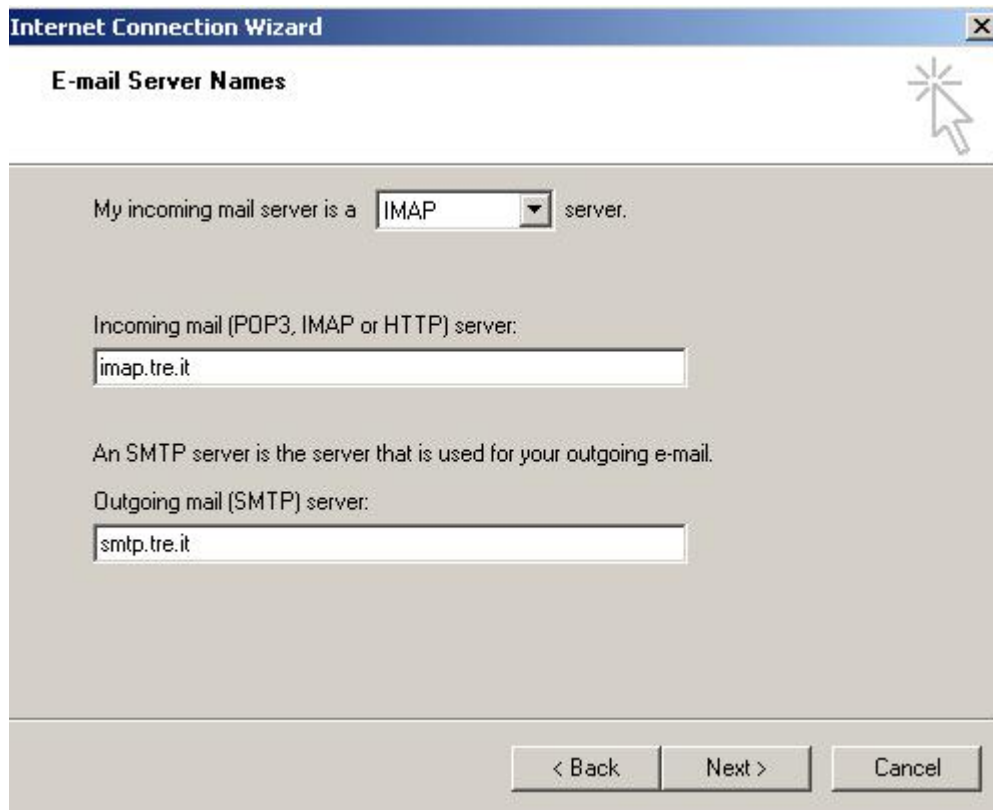 Internet Connection Wizard
E-mail Server Names
My incoming mail server is a IMAP server.
Incoming mail (POP3, IMAP or HTTP) server:
imap.tre.it
An SMTP server is the server that is used for your outgoing e-mail.
Outgoing mail (SMTP) server:
smtp.tre.it
< Back Next > Cancel